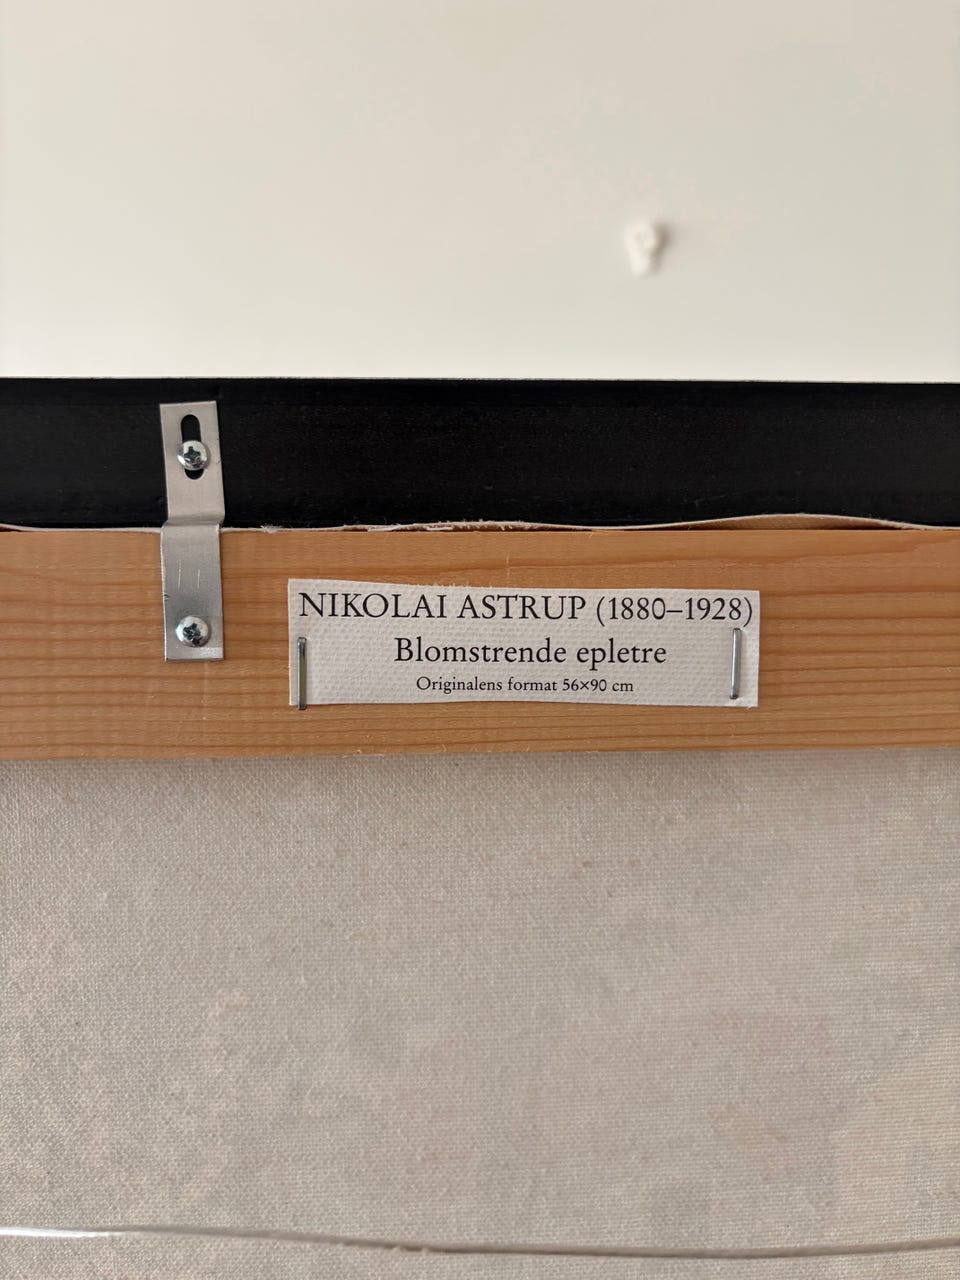 NIKOLAI ASTRUP (1880–1928)
Blomstrende epletre
Originalens format 56×90 cm